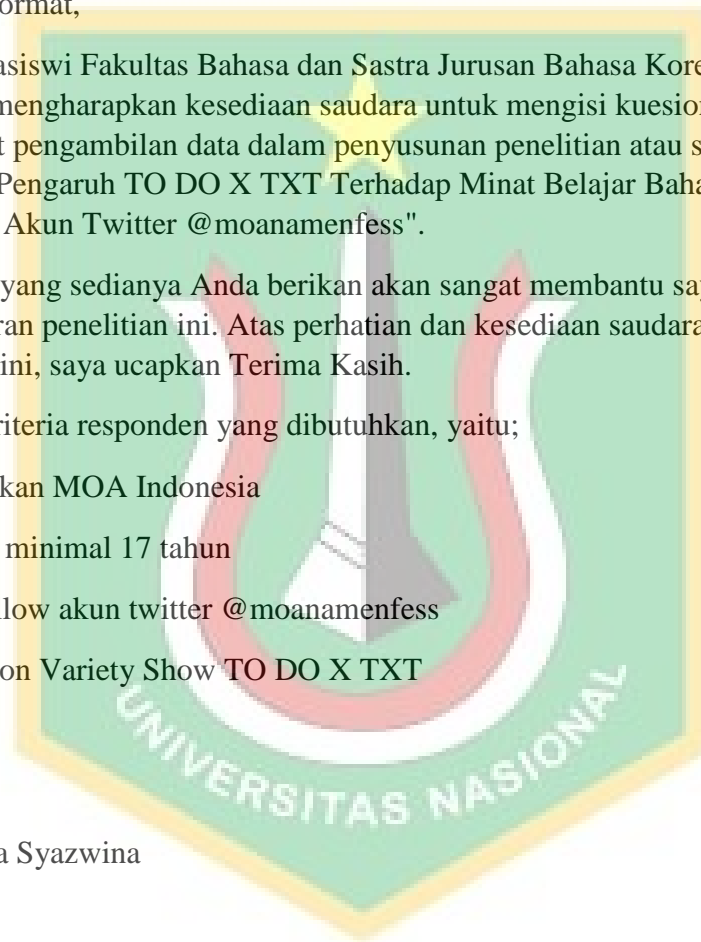 ormat,
asiswi Fakultas Bahasa dan Sastra Jurusan Bahasa Kore
mengharapkan kesediaan saudara untuk mengisi kuesion
t pengambilan data dalam penyusunan penelitian atau s
Pengaruh TO DO X TXT Terhadap Minat Belajar Baha
Akun Twitter @moanamenfess".
yang sedianya Anda berikan akan sangat membantu say
ran penelitian ini. Atas perhatian dan kesediaan saudara
ini, saya ucapkan Terima Kasih.
riteria responden yang dibutuhkan, yaitu;
kan MOA Indonesia
minimal 17 tahun
llow akun twitter @moanamenfess
on Variety Show TO DO X TXT
UNIVERSITAS NASIONAL
a Syazwina